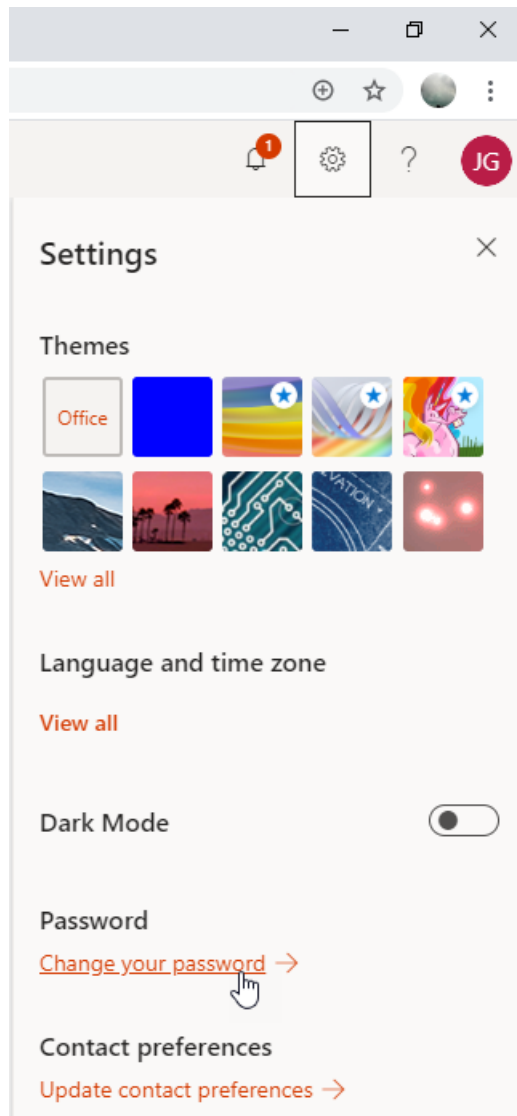 1
?
JG
Settings
Themes
Office
VATION
View all
Language and time zone
View all
Dark Mode
Password
Change your password
Contact preferences
Update contact preferences